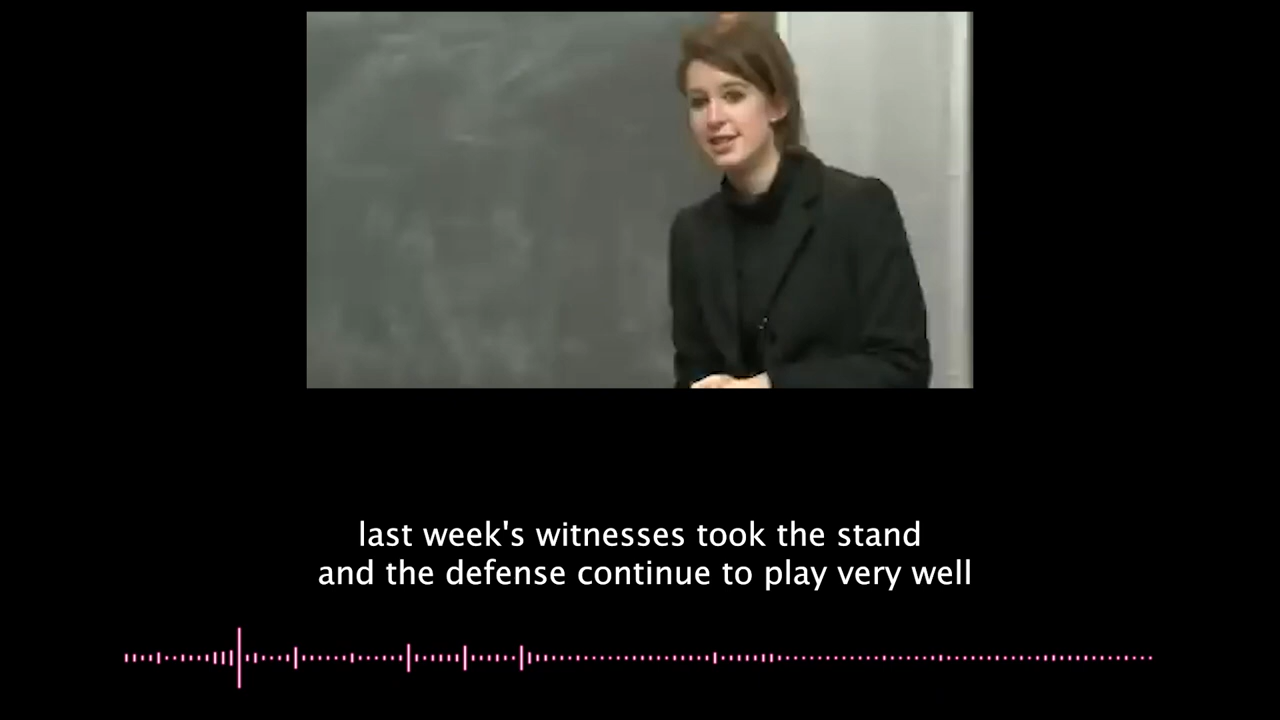 last week's witnesses took the stand
and the defense continue to play very well